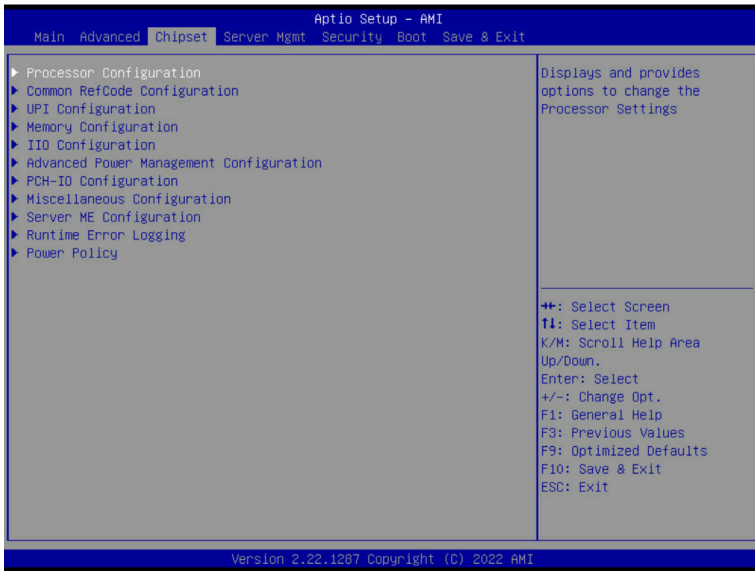 Aptio Setup – AMI
Main Advanced Chipset Server Mgmt Security Boot Save & Exit
▶ Processor Configuration
▶ Common RefCode Configuration
▶ UPI Configuration
▶ Memory Configuration
▶ IIO Configuration
▶ Advanced Power Management Configuration
▶ PCH-IO Configuration
▶ Miscellaneous Configuration
▶ Server ME Configuration
▶ Runtime Error Logging
▶ Power Policy
Displays and provides
options to change the
Processor Settings
→←: Select Screen
↑↓: Select Item
K/M: Scroll Help Area
Up/Down.
Enter: Select
+/-: Change Opt.
F1: General Help
F3: Previous Values
F9: Optimized Defaults
F10: Save & Exit
ESC: Exit
Version 2.22.1287 Copyright (C) 2022 AMI